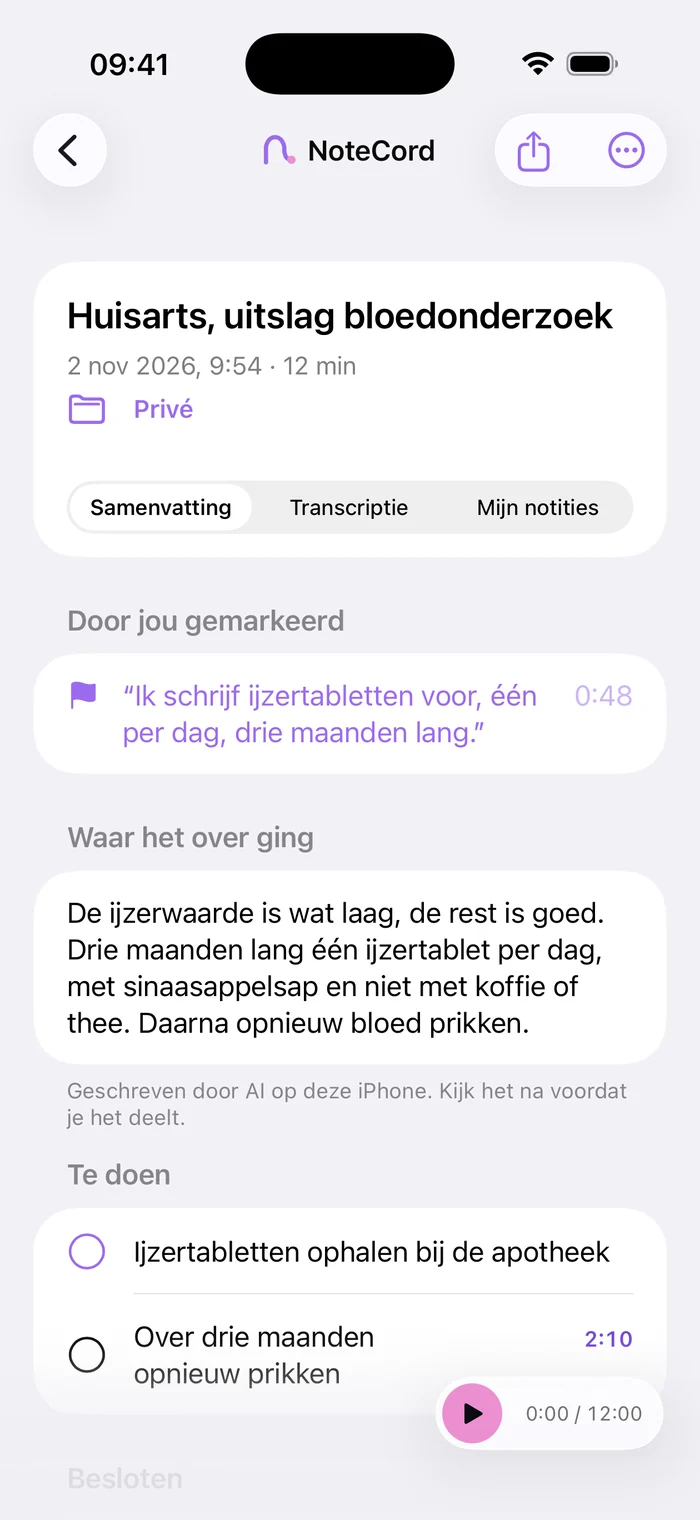 09:41
NoteCord
Huisarts, uitslag bloedonderzoek
2 nov 2026, 9:54 · 12 min
Privé
Samenvatting
Transcriptie
Mijn notities
Door jou gemarkeerd
“Ik schrijf ijzertabletten voor, één
0:48
per dag, drie maanden lang.”
Waar het over ging
De ijzerwaarde is wat laag, de rest is goed.
Drie maanden lang één ijzertablet per dag,
met sinaasappelsap en niet met koffie of
thee. Daarna opnieuw bloed prikken.
Geschreven door AI op deze iPhone. Kijk het na voordat
je het deelt.
Te doen
Ijzertabletten ophalen bij de apotheek
Over drie maanden
2:10
opnieuw prikken
0:00 / 12:00
Besloten